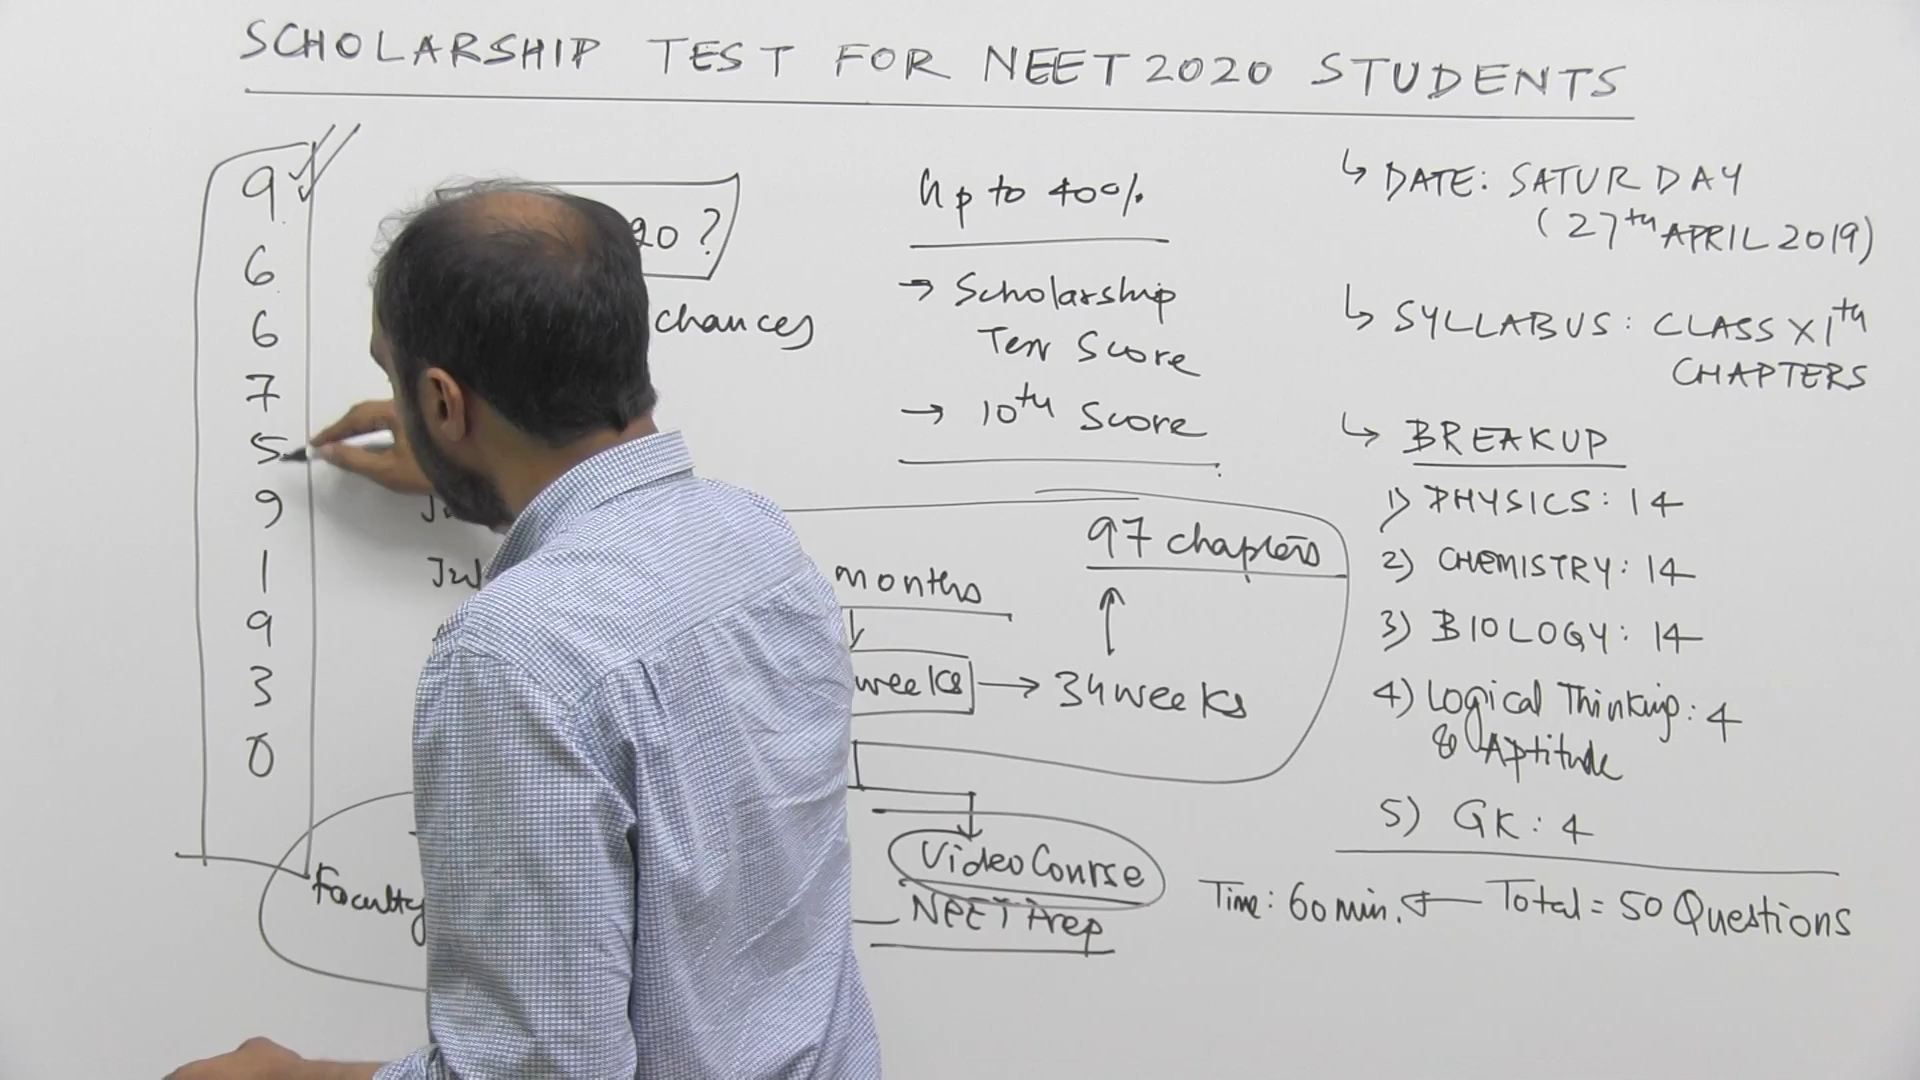 SCHOLARSHIP TEST FOR NEET 2020 STUDENTS
9
6
6
7
5
9
1
9
3
0
20 ?
chances
Up to 40%
→ Scholarship
Score
→ 10th Score
97 chapters
months
weeks → 34 weeks
Faculty
Video Course
NEET Prep
↳ DATE: SATURDAY
(27th APRIL 2019)
↳ SYLLABUS: CLASS XIth
CHAPTERS
↳ BREAKUP
1) PHYSICS: 14
2) CHEMISTRY: 14
3) BIOLOGY: 14
4) Logical Thinking: 4
& Aptitude
5) GK: 4
Time: 60 min. ← Total = 50 Questions